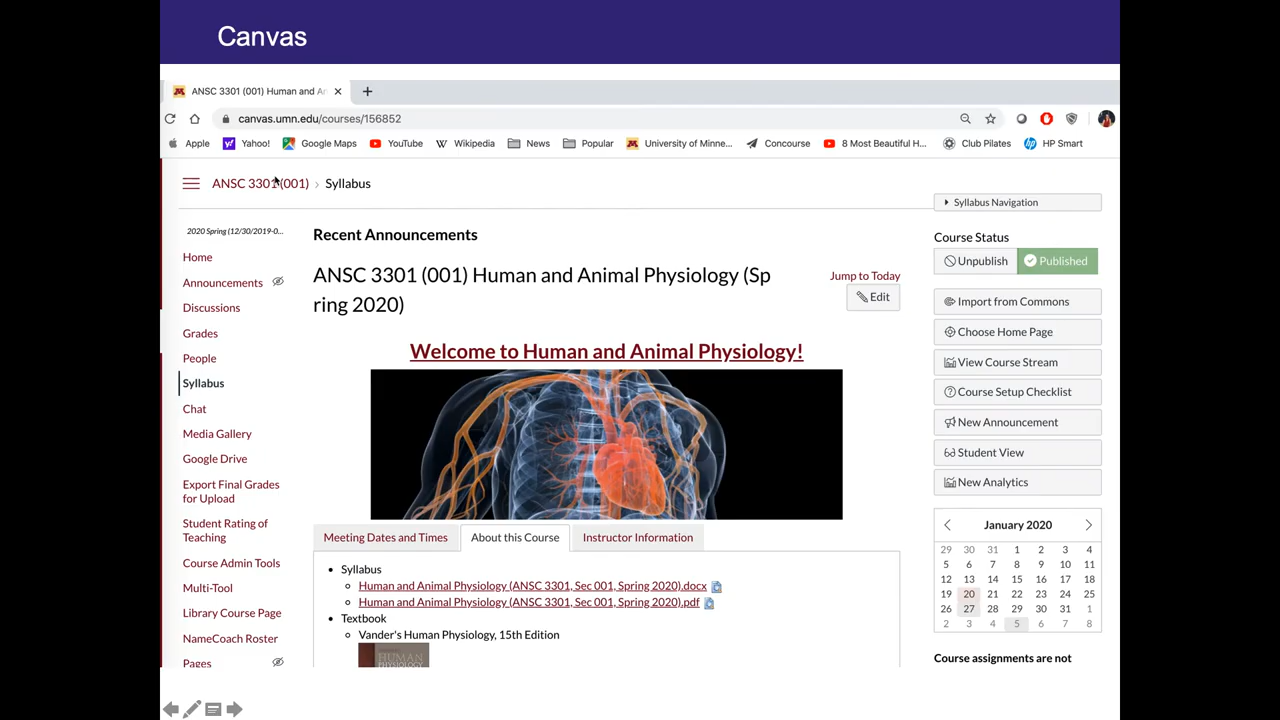 Canvas
ANSC 3301 (001) Human and An
canvas.umn.edu/courses/156852
Apple
Yahoo!
Google Maps
YouTube
Wikipedia
News
Popular
University of Minne...
Concourse
8 Most Beautiful H...
Club Pilates
HP Smart
ANSC 3301 (001) › Syllabus
2020 Spring (12/30/2019-0...
Home
Announcements
Discussions
Grades
People
Syllabus
Chat
Media Gallery
Google Drive
Export Final Grades
for Upload
Student Rating of
Teaching
Course Admin Tools
Multi-Tool
Library Course Page
NameCoach Roster
Pages
Recent Announcements
ANSC 3301 (001) Human and Animal Physiology (Sp
ring 2020)
Jump to Today
Edit
Welcome to Human and Animal Physiology!
Meeting Dates and Times
About this Course
Instructor Information
Syllabus
Human and Animal Physiology (ANSC 3301, Sec 001, Spring 2020).docx
Human and Animal Physiology (ANSC 3301, Sec 001, Spring 2020).pdf
Textbook
Vander's Human Physiology, 15th Edition
HUMAN
PHYSIOLOGY
Syllabus Navigation
Course Status
Unpublish
Published
Import from Commons
Choose Home Page
View Course Stream
Course Setup Checklist
New Announcement
Student View
New Analytics
January 2020
29 30 31 1 2 3 4
5 6 7 8 9 10 11
12 13 14 15 16 17 18
19 20 21 22 23 24 25
26 27 28 29 30 31 1
2 3 4 5 6 7 8
Course assignments are not